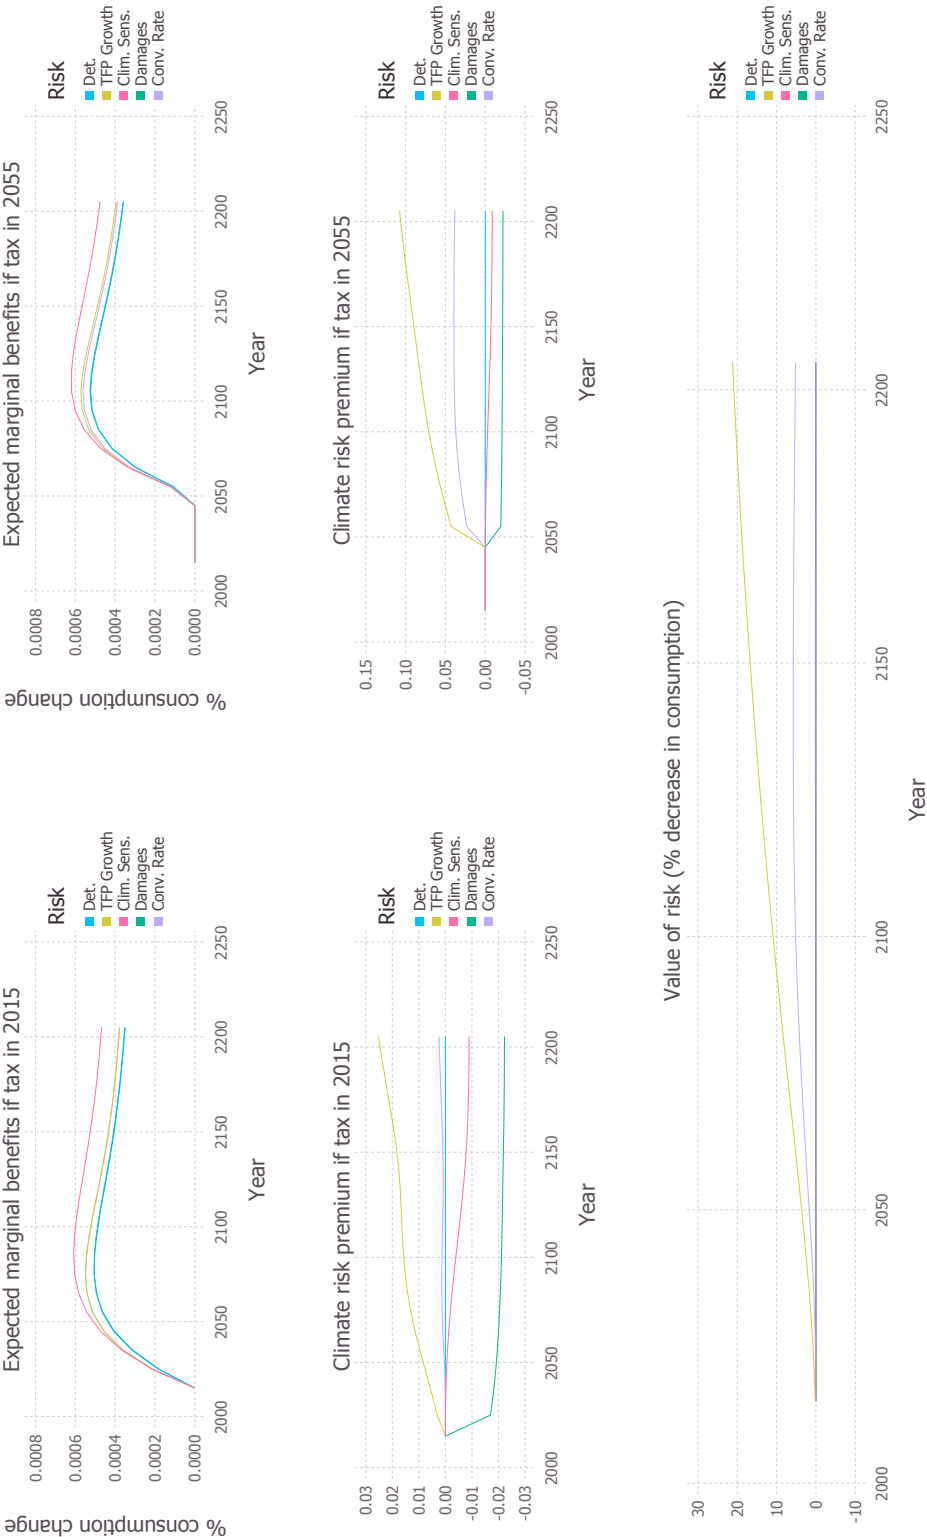 Expected marginal benefits if tax in 2015
% consumption change
0.0008
0.0006
0.0004
0.0002
0.0000
2000
2050
2100
2150
2200
2250
Year
Risk
Det.
TFP Growth
Clim. Sens.
Damages
Conv. Rate
Expected marginal benefits if tax in 2055
% consumption change
0.0008
0.0006
0.0004
0.0002
0.0000
2000
2050
2100
2150
2200
2250
Year
Risk
Det.
TFP Growth
Clim. Sens.
Damages
Conv. Rate
Climate risk premium if tax in 2015
0.03
0.02
0.01
0.00
-0.01
-0.02
-0.03
2000
2050
2100
2150
2200
2250
Year
Risk
Det.
TFP Growth
Clim. Sens.
Damages
Conv. Rate
Climate risk premium if tax in 2055
0.15
0.10
0.05
0.00
-0.05
2000
2050
2100
2150
2200
2250
Year
Risk
Det.
TFP Growth
Clim. Sens.
Damages
Conv. Rate
Value of risk (% decrease in consumption)
30
20
10
0
-10
2000
2050
2100
2150
2200
2250
Year
Risk
Det.
TFP Growth
Clim. Sens.
Damages
Conv. Rate